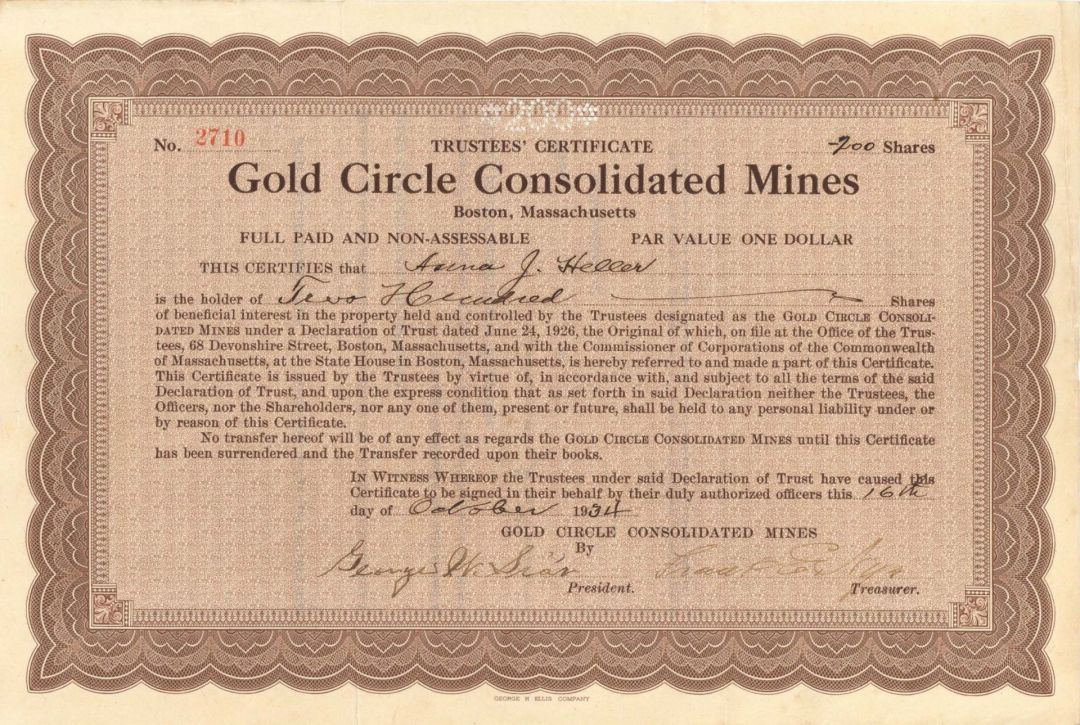 *200*
No. 2710
TRUSTEES' CERTIFICATE
-200 Shares
Gold Circle Consolidated Mines
Boston, Massachusetts
FULL PAID AND NON-ASSESSABLE PAR VALUE ONE DOLLAR
THIS CERTIFIES that Anna J. Heller
is the holder of Two Hundred Shares
of beneficial interest in the property held and controlled by the Trustees designated as the GOLD CIRCLE CONSOLI-
DATED MINES under a Declaration of Trust dated June 24, 1926, the Original of which, on file at the Office of the Trus-
tees, 68 Devonshire Street, Boston, Massachusetts, and with the Commissioner of Corporations of the Commonwealth
of Massachusetts, at the State House in Boston, Massachusetts, is hereby referred to and made a part of this Certificate.
This Certificate is issued by the Trustees by virtue of, in accordance with, and subject to all the terms of the said
Declaration of Trust, and upon the express condition that as set forth in said Declaration neither the Trustees, the
Officers, nor the Shareholders, nor any one of them, present or future, shall be held to any personal liability under or
by reason of this Certificate.
No transfer hereof will be of any effect as regards the GOLD CIRCLE CONSOLIDATED MINES until this Certificate
has been surrendered and the Transfer recorded upon their books.
IN WITNESS WHEREOF the Trustees under said Declaration of Trust have caused this
Certificate to be signed in their behalf by their duly authorized officers this 16th
day of October 1934
GOLD CIRCLE CONSOLIDATED MINES
By
George W.
President. Treasurer.
GEORGE H ELLIS COMPANY